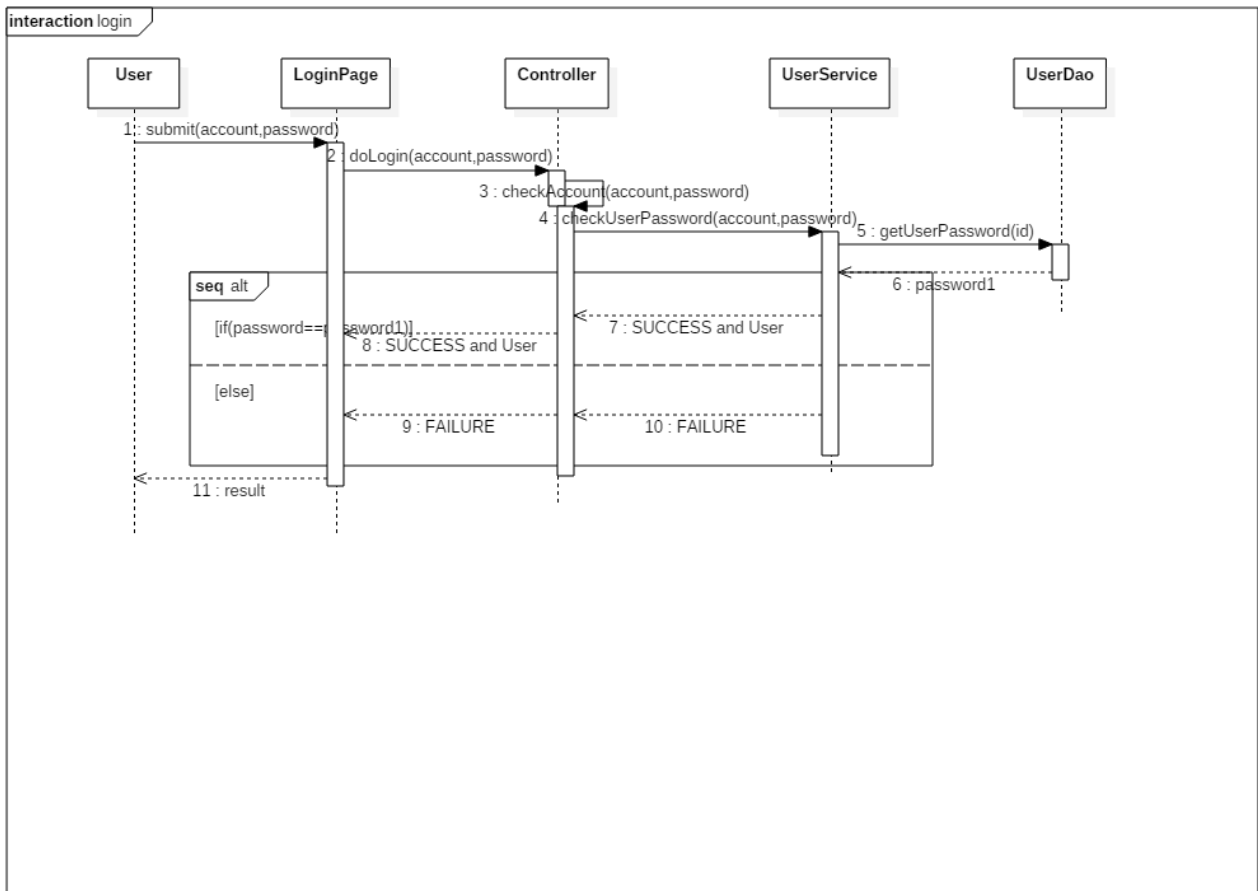 interaction login
User
LoginPage
Controller
UserService
UserDao
1 : submit(account,password)
2 : doLogin(account,password)
3 : checkAccount(account,password)
4 : checkUserPassword(account,password)
5 : getUserPassword(id)
6 : password1
seq alt
[if(password==password1)]
7 : SUCCESS and User
8 : SUCCESS and User
[else]
9 : FAILURE
10 : FAILURE
11 : result